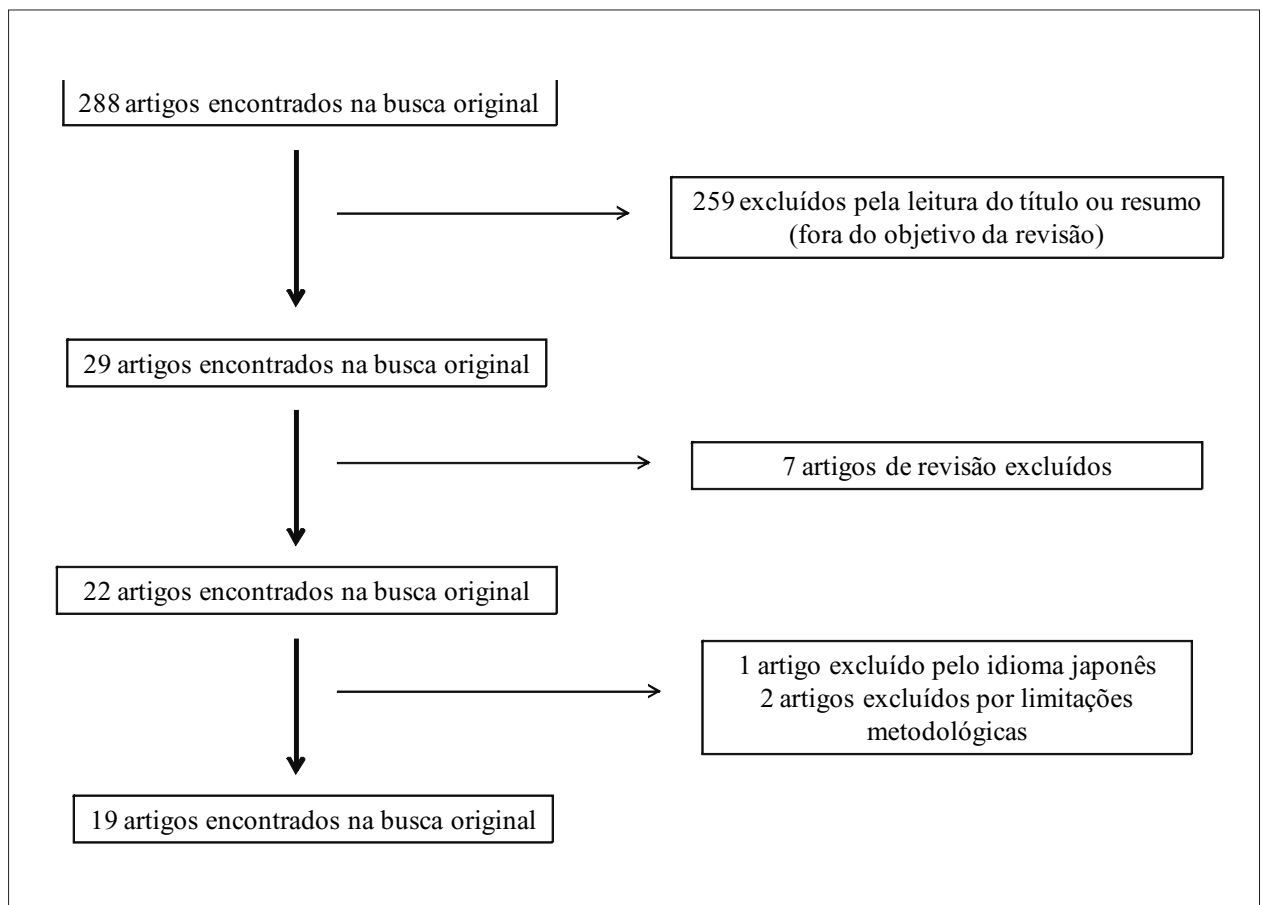 288 artigos encontrados na busca original
259 excluídos pela leitura do título ou resumo
(fora do objetivo da revisão)
29 artigos encontrados na busca original
7 artigos de revisão excluídos
22 artigos encontrados na busca original
1 artigo excluído pelo idioma japonês
2 artigos excluídos por limitações
metodológicas
19 artigos encontrados na busca original